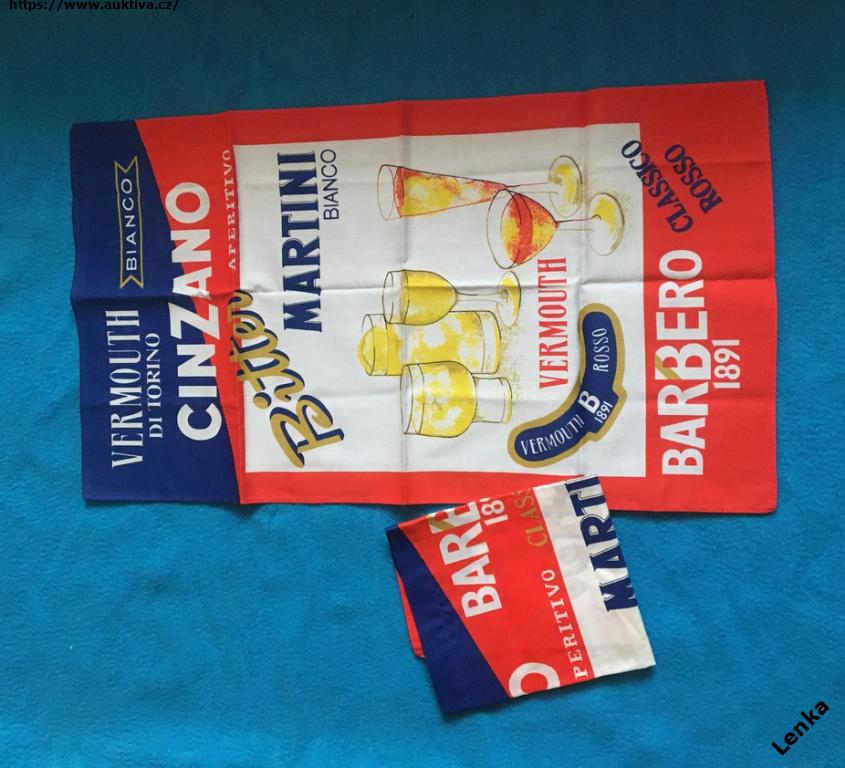 https://www.auktiva.cz/
BIANCO
VERMOUTH
DI TORINO
CINZANO
APERITIVO
Bitter
MARTINI
BIANCO
VERMOUTH
VERMOUTH B ROSSO
1891
CLASSICO
ROSSO
BARBERO
1891
BARB
189
CLASS
PERITIVO
MARTI
O
Lenka